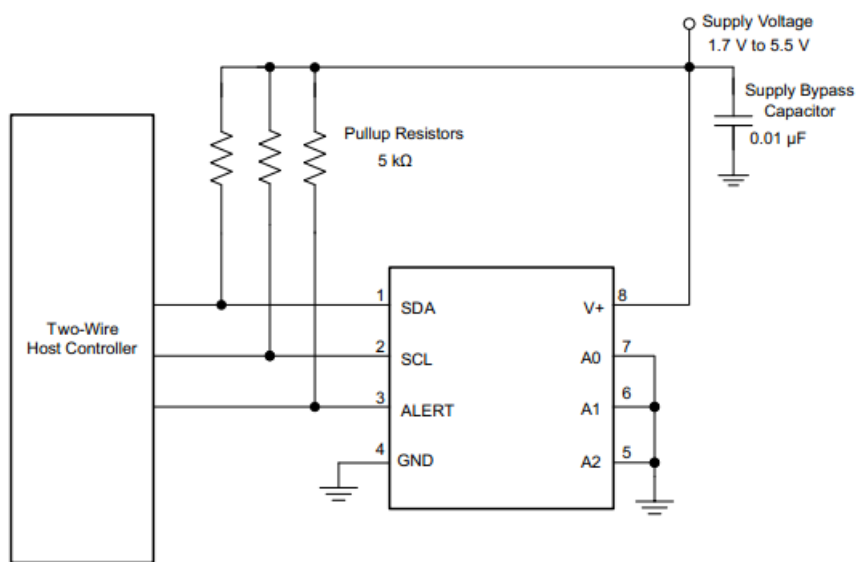 Supply Voltage
1.7 V to 5.5 V
Supply Bypass
Capacitor
0.01 µF
Pullup Resistors
5 kΩ
Two-Wire
Host Controller
1
SDA
2
SCL
3
ALERT
4
GND
V+
8
A0
7
A1
6
A2
5